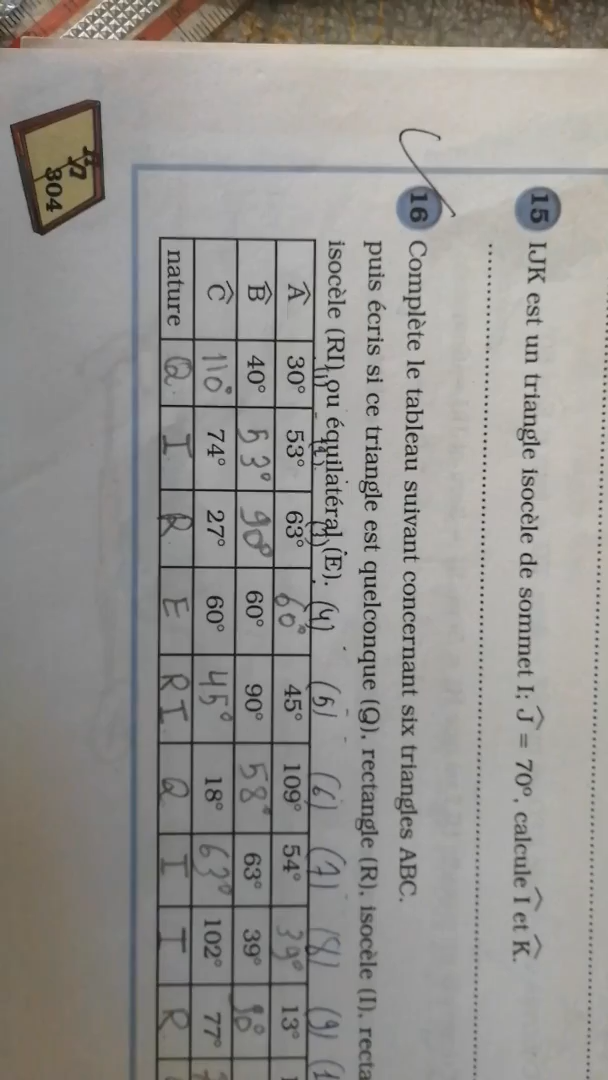 15 IJK est un triangle isocèle de sommet I; Ĵ = 70°, calcule Î et K̂.
16 Complète le tableau suivant concernant six triangles ABC.
puis écris si ce triangle est quelconque (Q), rectangle (R), isocèle (I), recta
isocèle (RI) ou équilatéral (E).
(1) (2) (3) (4) (5) (6) (7) (8) (9) (1
Â 30° 53° 63° 60° 45° 109° 54° 39° 13° 1
B̂ 40° 53° 90° 60° 90° 58° 63° 39° 90°
Ĉ 110° 74° 27° 60° 45° 18° 63° 102° 77°
nature Q I R E RI Q I I R
304